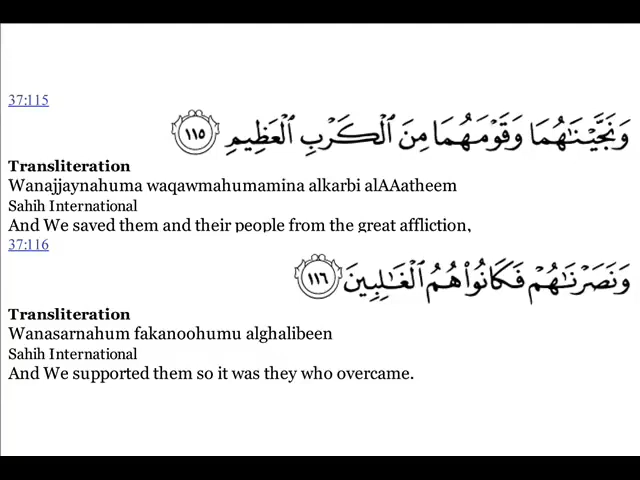 37:115
وَنَجَّيْنَـٰهُمَا وَقَوْمَهُمَا مِنَ ٱلْكَرْبِ ٱلْعَظِيمِ ١١٥
Transliteration
Wanajjaynahuma waqawmahumamina alkarbi alAAatheem
Sahih International
And We saved them and their people from the great affliction,
37:116
وَنَصَرْنَـٰهُمْ فَكَانُوا۟ هُمُ ٱلْغَـٰلِبِينَ ١١٦
Transliteration
Wanasarnahum fakanoohumu alghalibeen
Sahih International
And We supported them so it was they who overcame.